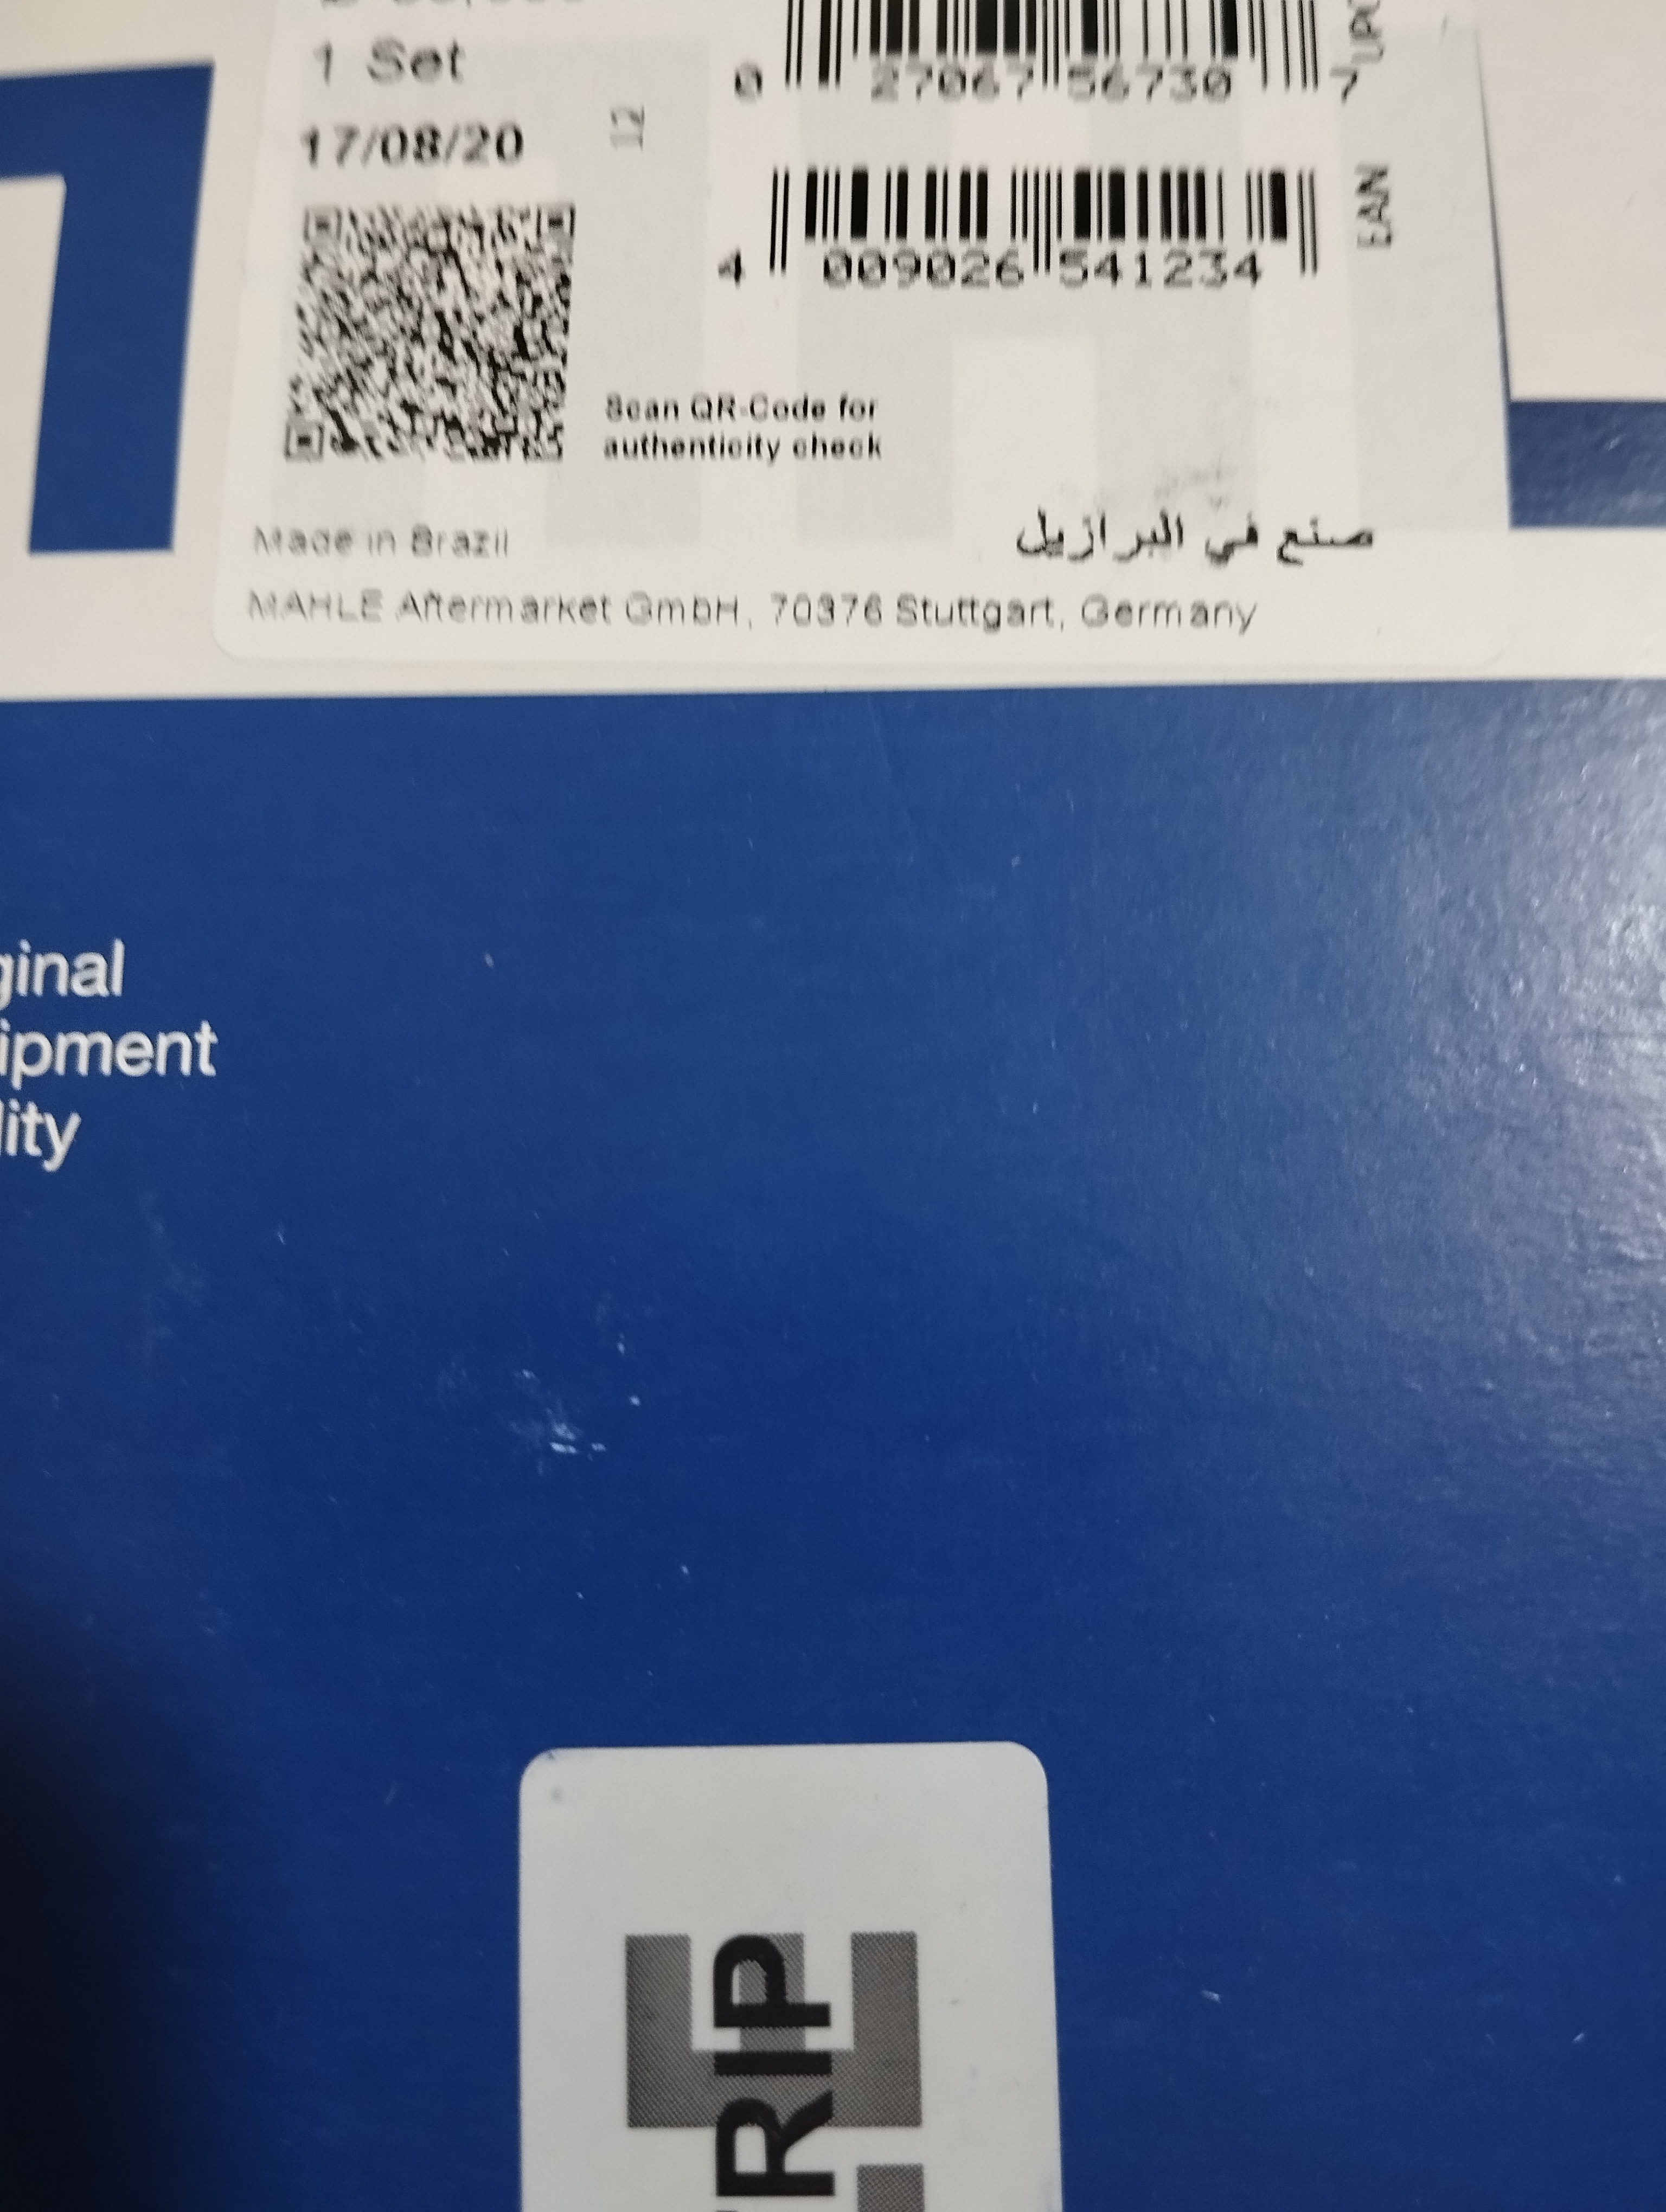 1 Set
17/08/20
12
0 27067 56730 7
UPC
4 009026 541234
EAN
Scan QR-Code for
authenticity check
Made in Brazil
صنع في البرازيل
MAHLE Aftermarket GmbH, 70376 Stuttgart, Germany
ginal
ipment
lity
RIP